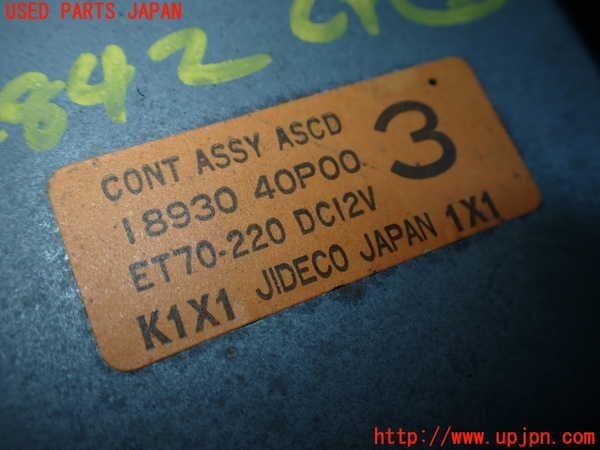 USED PARTS JAPAN
2842
CONT ASSY ASCD
18930 40P00
3
ET70-220 DC12V
K1X1 JIDECO JAPAN 1X1
http://www.upjpn.com/